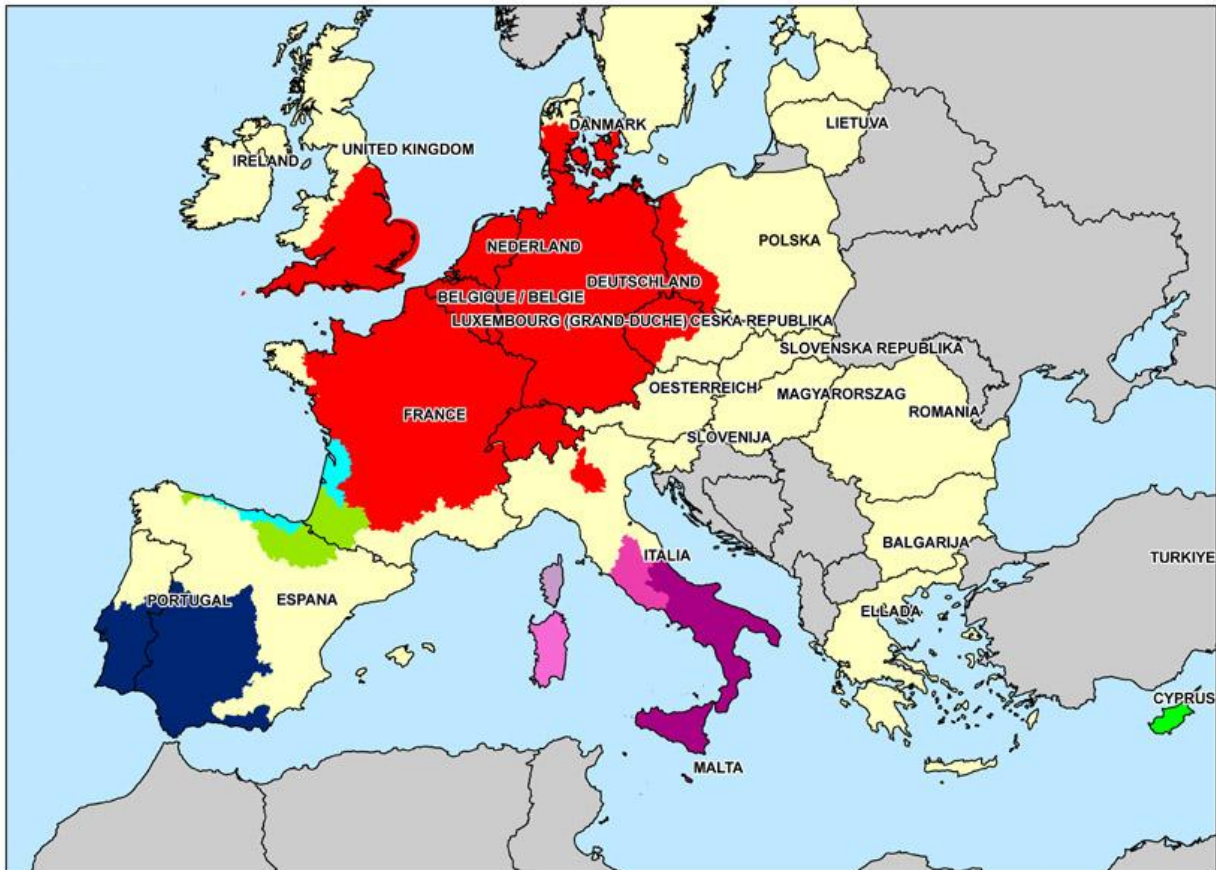 DANMARK
LIETUVA
UNITED KINGDOM
IRELAND
NEDERLAND
POLSKA
DEUTSCHLAND
BELGIQUE / BELGIE
LUXEMBOURG (GRAND-DUCHE)
CESKA REPUBLIKA
SLOVENSKA REPUBLIKA
OESTERREICH
MAGYARORSZAG
FRANCE
ROMANIA
SLOVENIJA
BALGARIJA
ITALIA
TURKIYE
PORTUGAL
ESPANA
ELLADA
CYPRUS
MALTA